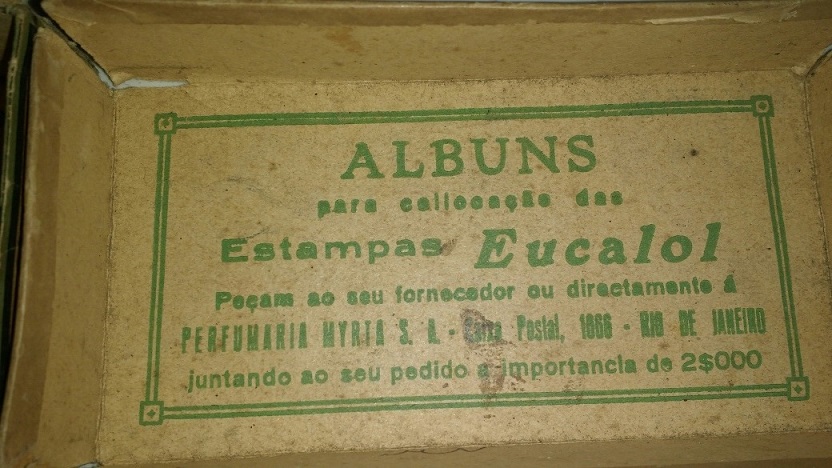 ALBUNS
para collocação das
Estampas Eucalol
Peçam ao seu fornecedor ou directamente á
PERFUMARIA MYRTA S. A. - Caixa Postal, 1866 - RIO DE JANEIRO
juntando ao seu pedido a importancia de 2$000